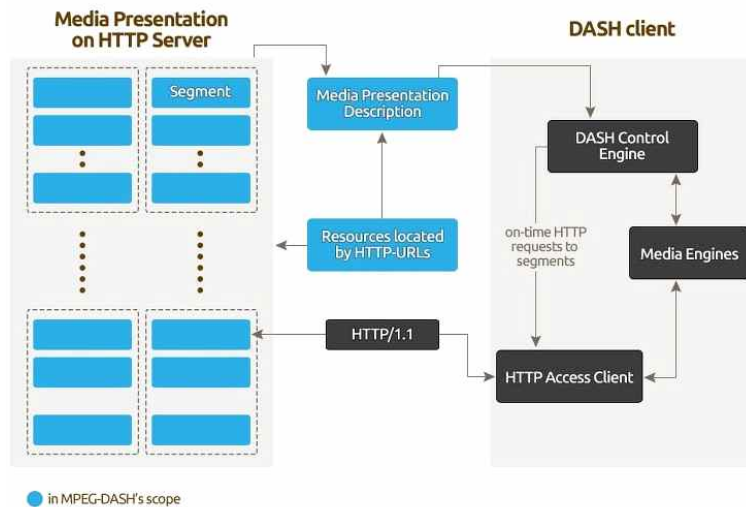 Media Presentation
on HTTP Server
DASH client
Segment
Media Presentation
Description
DASH Control
Engine
Resources located
by HTTP-URLs
on-time HTTP
requests to
segments
Media Engines
HTTP/1.1
HTTP Access Client
in MPEG-DASH's scope